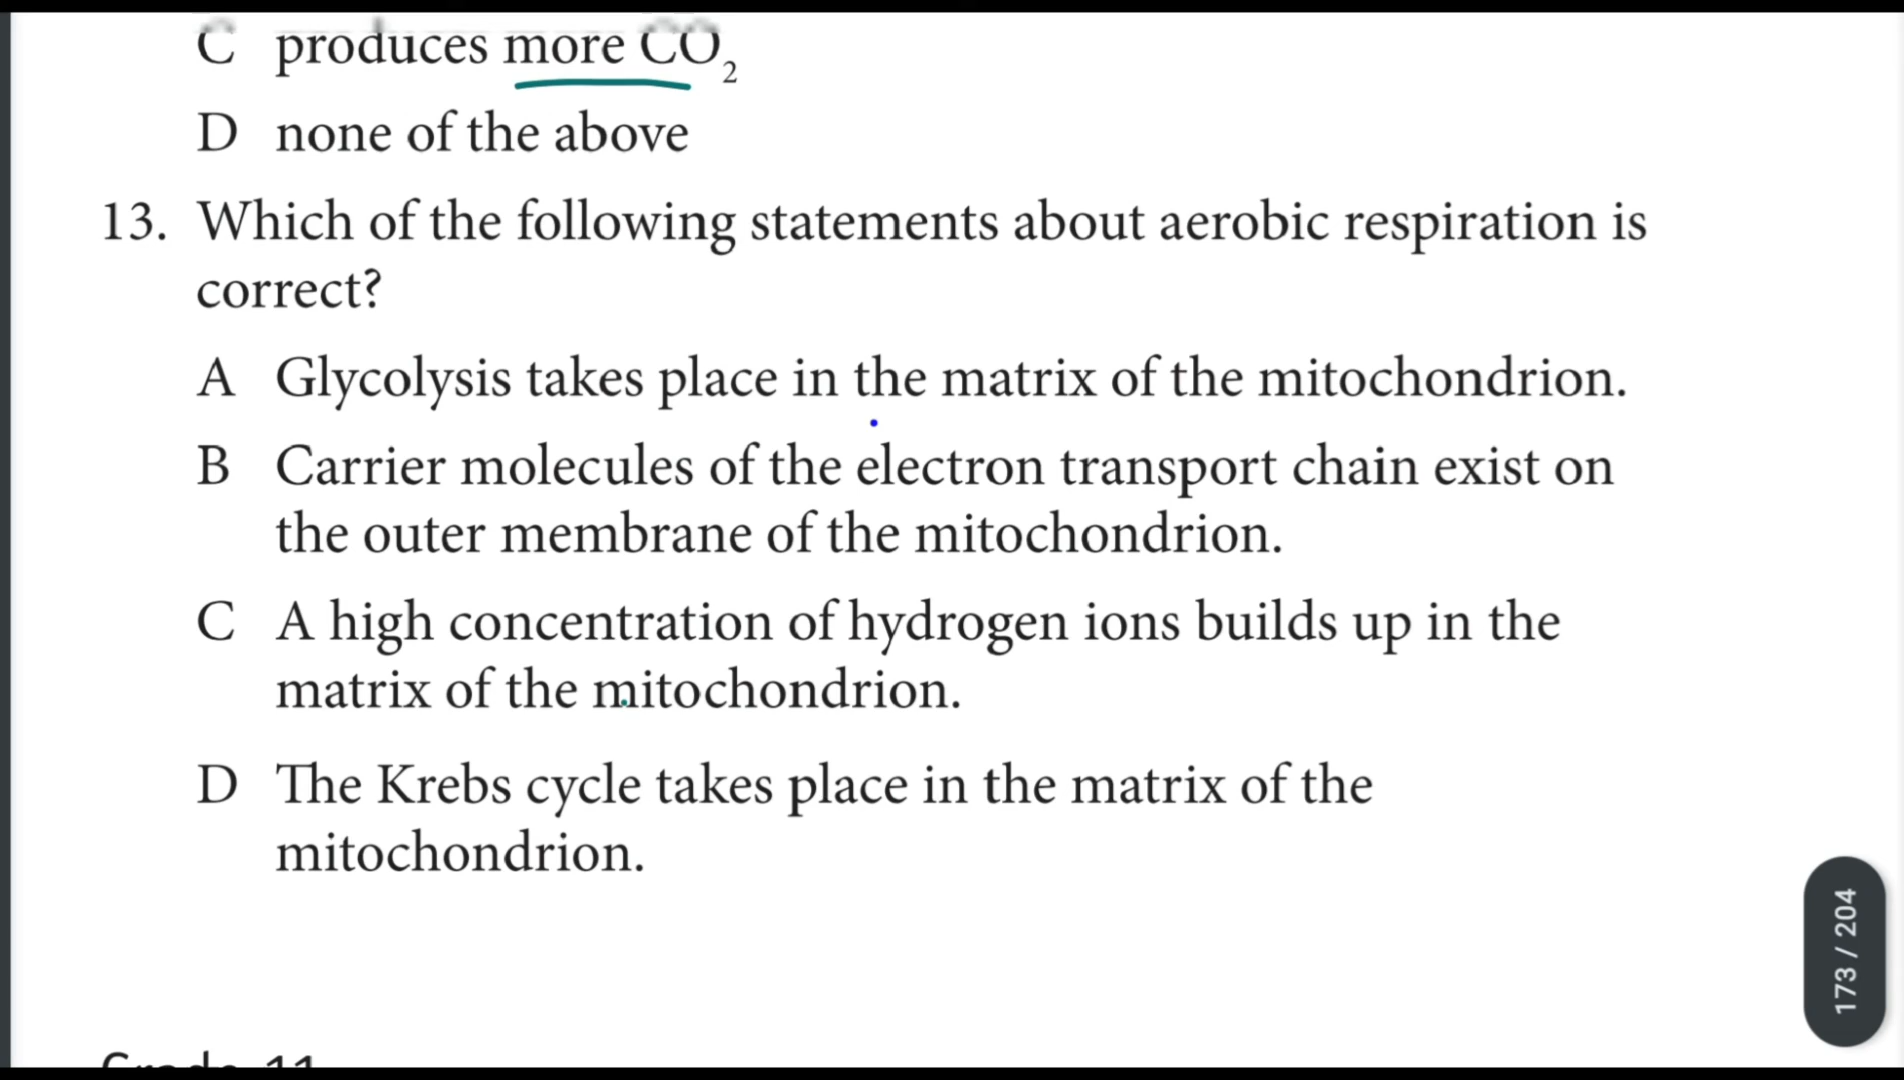 C produces more CO₂
D none of the above
13. Which of the following statements about aerobic respiration is
correct?
A Glycolysis takes place in the matrix of the mitochondrion.
B Carrier molecules of the electron transport chain exist on
the outer membrane of the mitochondrion.
C A high concentration of hydrogen ions builds up in the
matrix of the mitochondrion.
D The Krebs cycle takes place in the matrix of the
mitochondrion.
173 / 204
Grade 11